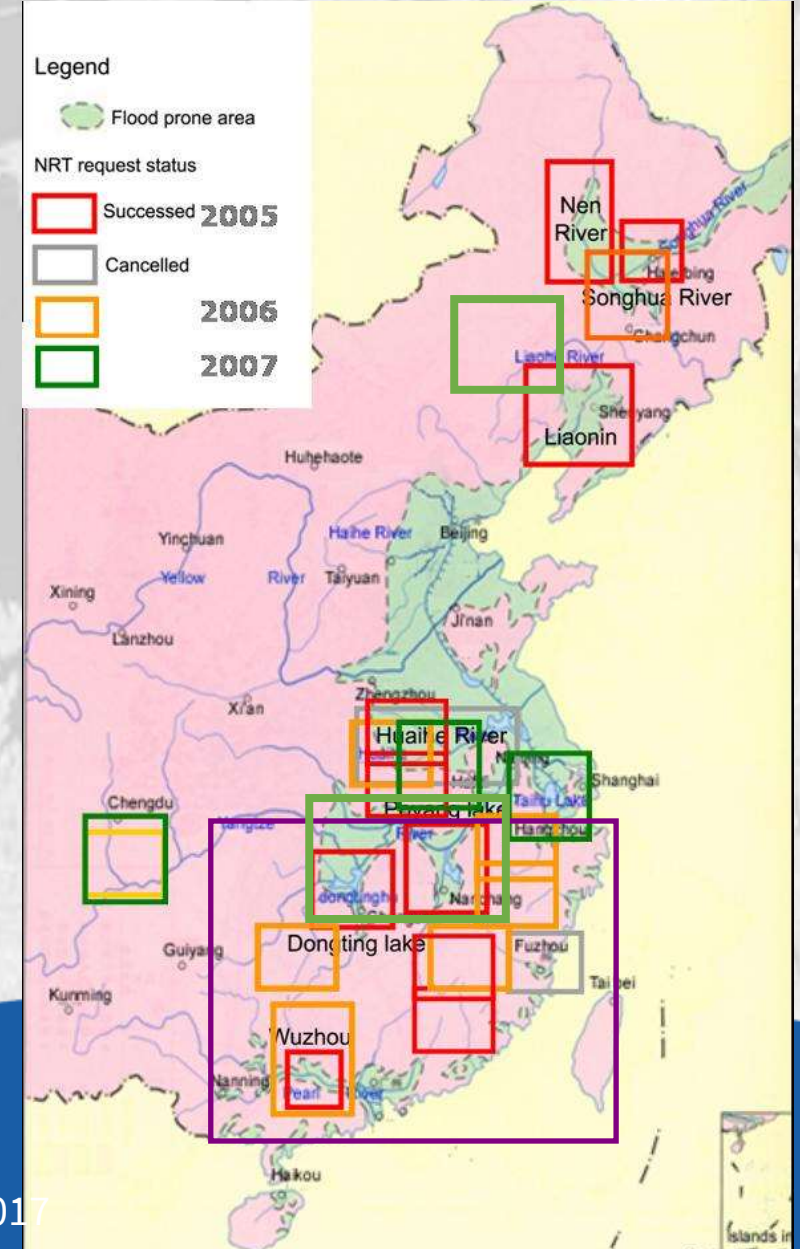 Legend
Flood prone area
NRT request status
Successed 2005
Cancelled
2006
2007
Nen
River
Songhua River
Changchun
Liaohe River
Shenyang
Liaonin
Huhehaote
Haihe River
Beijing
Yinchuan
Yellow River
Taiyuan
Xining
Ji'nan
Lanzhou
Zhengzhou
Xi'an
Huaihe River
Shanghai
Chengdu
Taihu Lake
Poyang lake
Yangtze
River
Hangzhou
dongtinghu
Nanchang
Guiyang
Dongting lake
Fuzhou
Taipei
Kunming
Wuzhou
Nanning
Pearl River
Haikou
017
Islands in